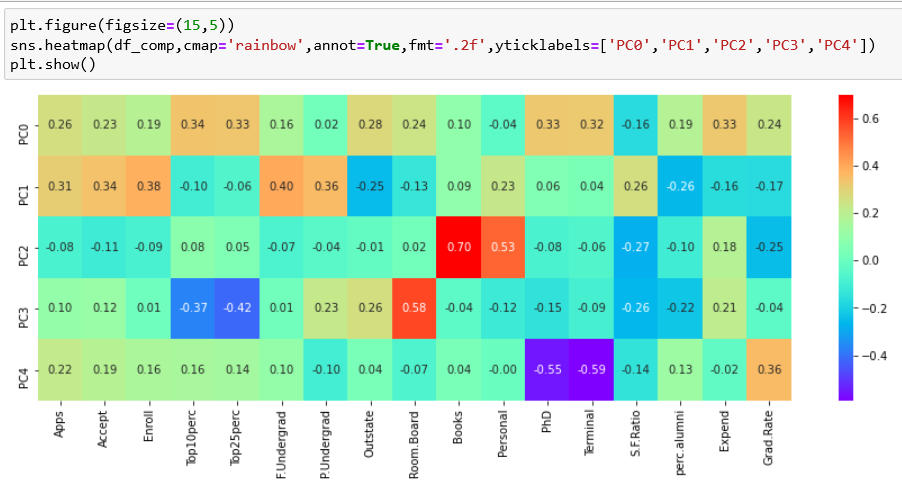 plt.figure(figsize=(15,5))
sns.heatmap(df_comp,cmap='rainbow',annot=True,fmt='.2f',yticklabels=['PC0','PC1','PC2','PC3','PC4'])
plt.show()
PC0 0.26 0.23 0.19 0.34 0.33 0.16 0.02 0.28 0.24 0.10 -0.04 0.33 0.32 -0.16 0.19 0.33 0.24
PC1 0.31 0.34 0.38 -0.10 -0.06 0.40 0.36 -0.25 -0.13 0.09 0.23 0.06 0.04 0.26 -0.26 -0.16 -0.17
PC2 -0.08 -0.11 -0.09 0.08 0.05 -0.07 -0.04 -0.01 0.02 0.70 0.53 -0.08 -0.06 -0.27 -0.10 0.18 -0.25
PC3 0.10 0.12 0.01 -0.37 -0.42 0.01 0.23 0.26 0.58 -0.04 -0.12 -0.15 -0.09 -0.26 -0.22 0.21 -0.04
PC4 0.22 0.19 0.16 0.16 0.14 0.10 -0.10 0.04 -0.07 0.04 -0.00 -0.55 -0.59 -0.14 0.13 -0.02 0.36
Apps Accept Enroll Top10perc Top25perc F.Undergrad P.Undergrad Outstate Room.Board Books Personal PhD Terminal S.F.Ratio perc.alumni Expend Grad.Rate
0.6
0.4
0.2
0.0
−0.2
−0.4